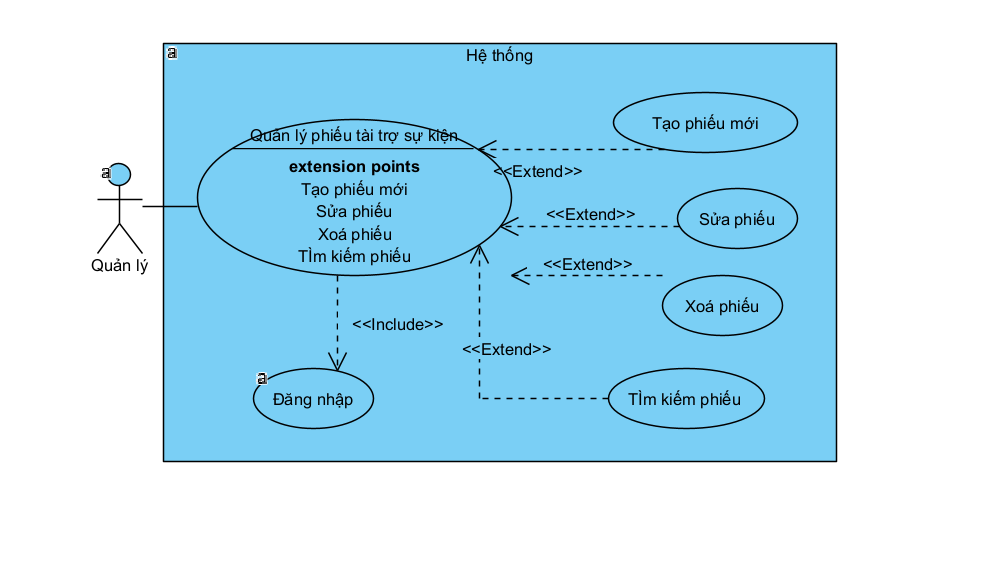 a
Hệ thống
Tạo phiếu mới
Quản lý phiếu tài trợ sự kiện
extension points
Tạo phiếu mới
Sửa phiếu
Xoá phiếu
TÌm kiếm phiếu
<<Extend>>
a
Quản lý
<<Extend>>
Sửa phiếu
<<Extend>>
Xoá phiếu
<<Include>>
<<Extend>>
a
Đăng nhập
TÌm kiếm phiếu